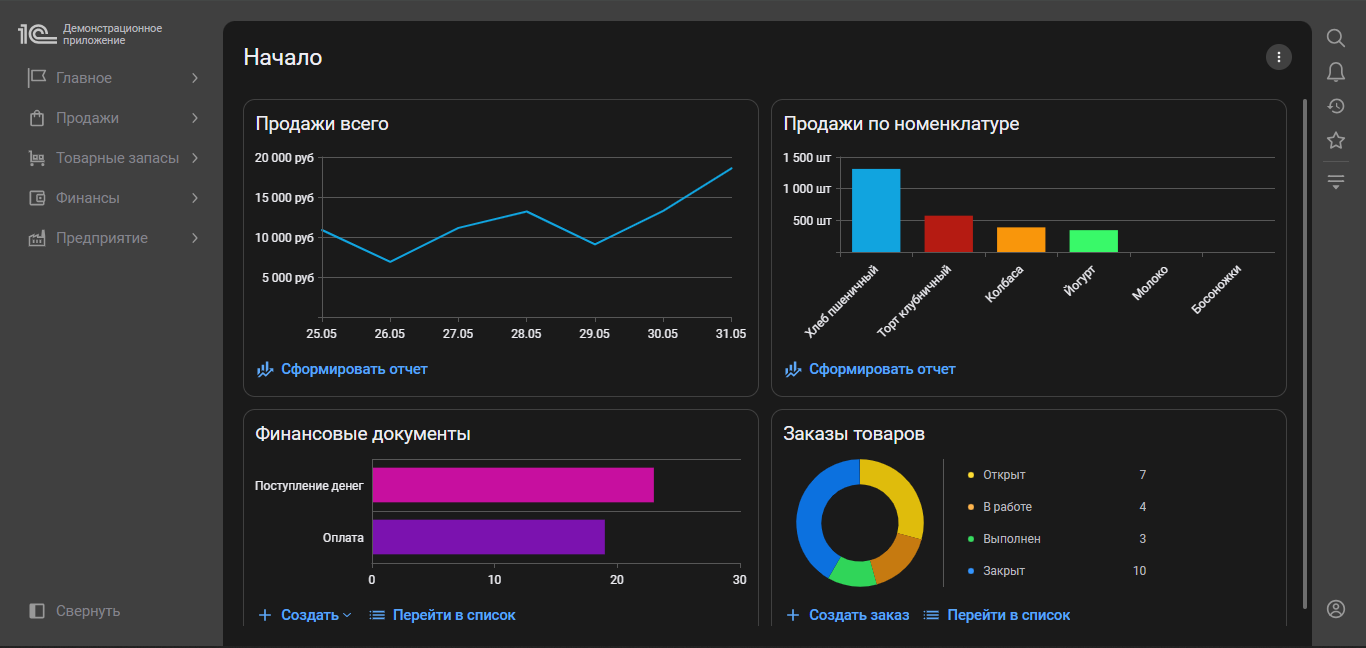 1С Демонстрационное
приложение
Главное
Продажи
Товарные запасы
Финансы
Предприятие
Свернуть
Начало
Продажи всего
20 000 руб
15 000 руб
10 000 руб
5 000 руб
25.05 26.05 27.05 28.05 29.05 30.05 31.05
Сформировать отчет
Продажи по номенклатуре
1 500 шт
1 000 шт
500 шт
Хлеб пшеничный
Торт клубничный
Колбаса
Йогурт
Молоко
Босоножки
Сформировать отчет
Финансовые документы
Поступление денег
Оплата
0 10 20 30
Создать Перейти в список
Заказы товаров
Открыт 7
В работе 4
Выполнен 3
Закрыт 10
Создать заказ Перейти в список